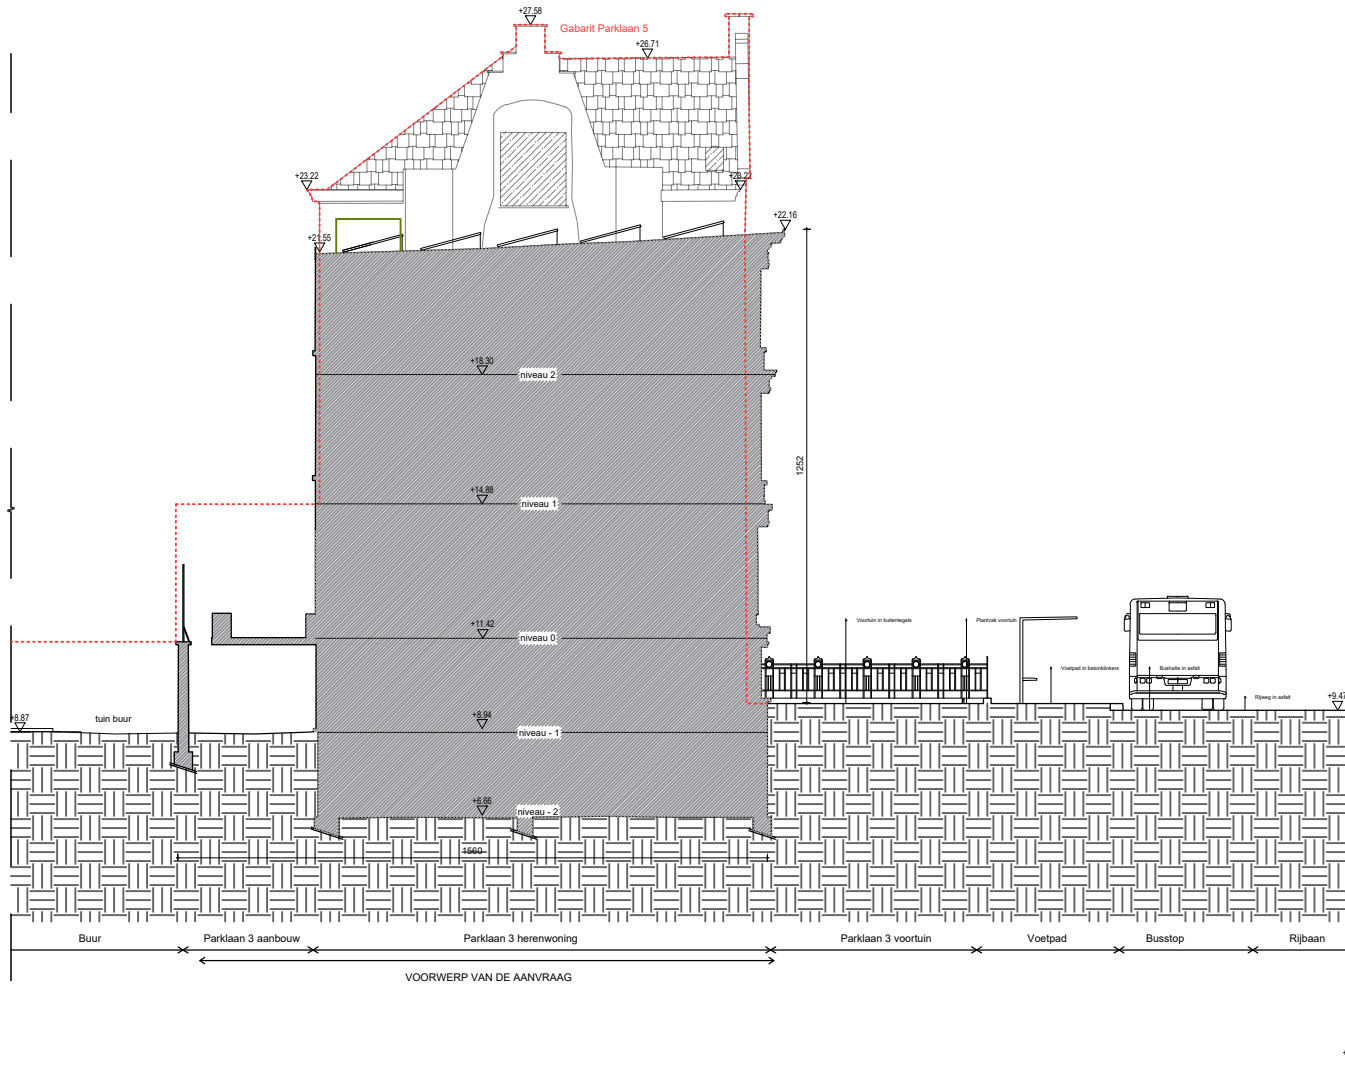 +27.58
Gabarit Parklaan 5
+26.71
+23.22
+23.22
+22.16
+21.55
+18.30
niveau 2
1252
+14.88
niveau 1
+11.42
niveau 0
Voortuin in buitentegels
Plantvak voortuin
Voetpad in betonklinkers
Bushalte in asfalt
Rijweg in asfalt
+9.47
+8.87
tuin buur
+8.94
niveau - 1
+6.66
niveau - 2
1560
Buur
Parklaan 3 aanbouw
Parklaan 3 herenwoning
Parklaan 3 voortuin
Voetpad
Busstop
Rijbaan
VOORWERP VAN DE AANVRAAG